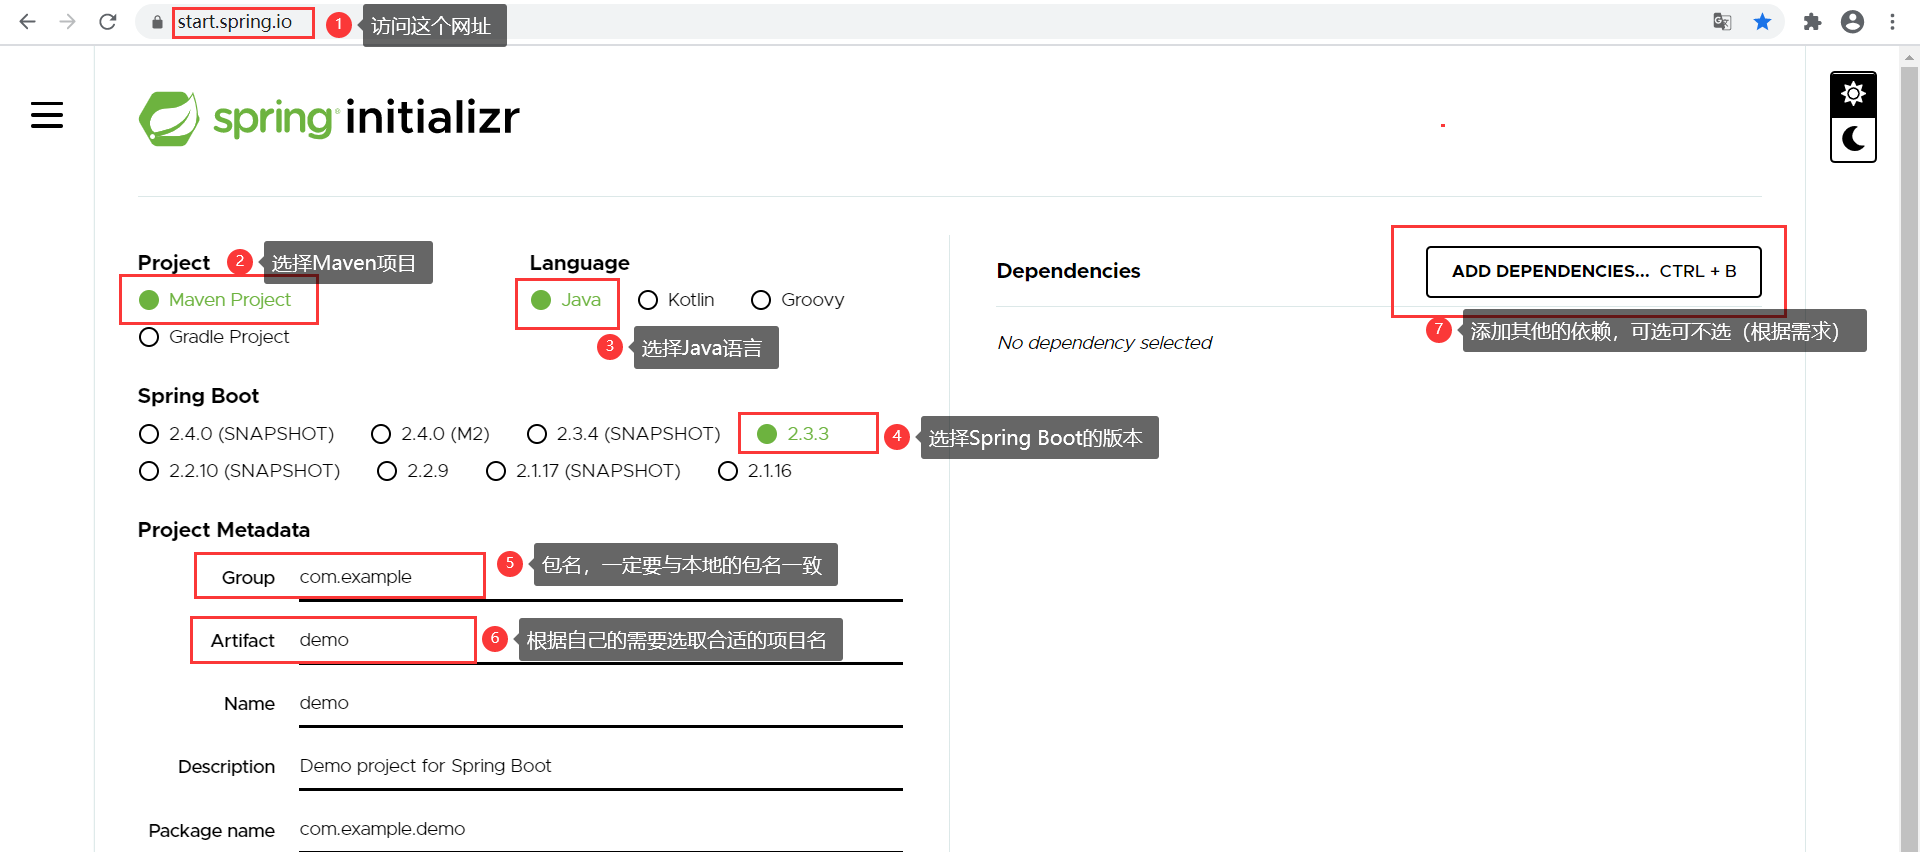 start.spring.io
1 访问这个网址
spring initializr
Project
2 选择Maven项目
Maven Project
Gradle Project
Language
Java
Kotlin
Groovy
3 选择Java语言
Spring Boot
2.4.0 (SNAPSHOT)
2.4.0 (M2)
2.3.4 (SNAPSHOT)
2.3.3
4 选择Spring Boot的版本
2.2.10 (SNAPSHOT)
2.2.9
2.1.17 (SNAPSHOT)
2.1.16
Project Metadata
Group com.example
5 包名，一定要与本地的包名一致
Artifact demo
6 根据自己的需要选取合适的项目名
Name demo
Description Demo project for Spring Boot
Package name com.example.demo
Dependencies
ADD DEPENDENCIES... CTRL + B
7 添加其他的依赖，可选可不选（根据需求）
No dependency selected